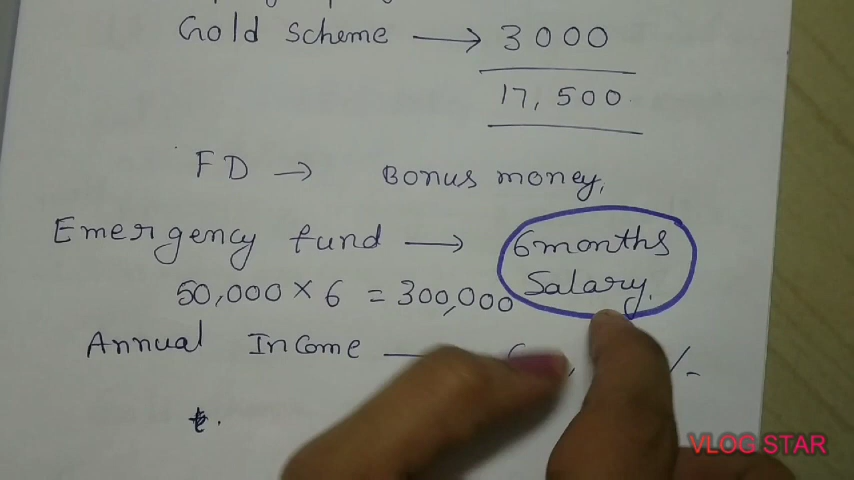 Gold scheme → 3000
17,500
FD → Bonus money,
Emergency fund → 6 months Salary.
50,000 × 6 = 300,000
Annual Income — /-
VLOG STAR